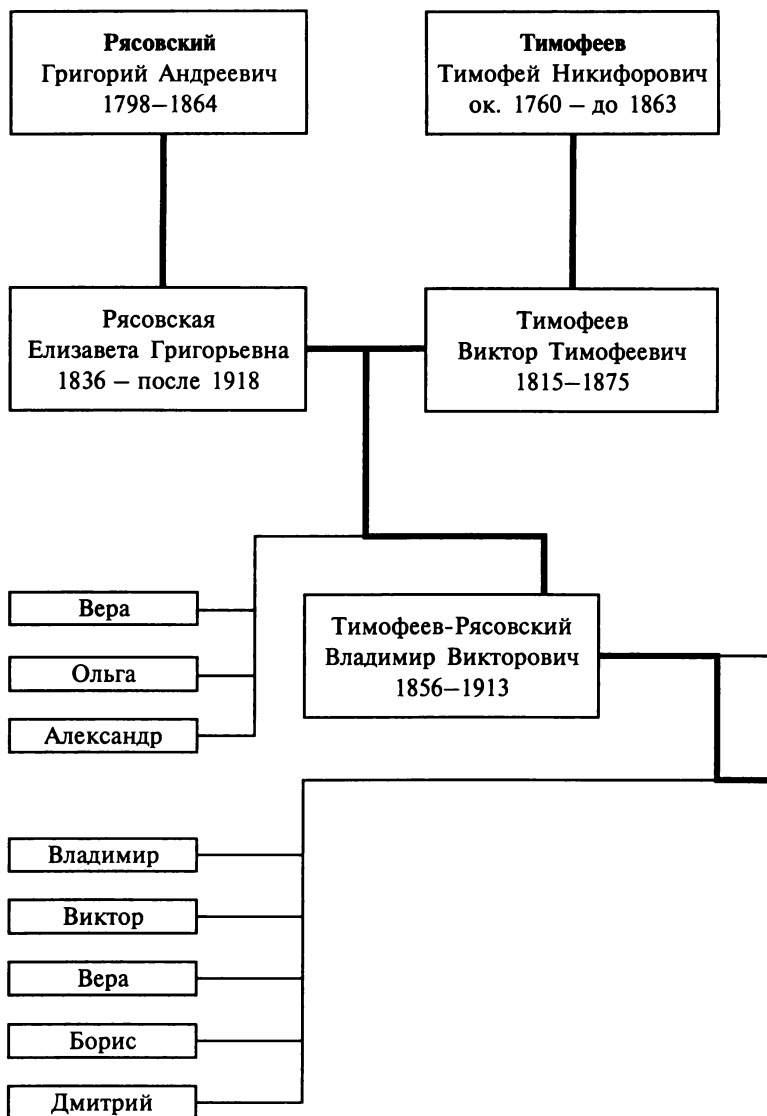 Рясовский
Григорий Андреевич
1798–1864
Тимофеев
Тимофей Никифорович
ок. 1760 – до 1863
Рясовская
Елизавета Григорьевна
1836 – после 1918
Тимофеев
Виктор Тимофеевич
1815–1875
Вера
Ольга
Александр
Тимофеев-Рясовский
Владимир Викторович
1856–1913
Владимир
Виктор
Вера
Борис
Дмитрий